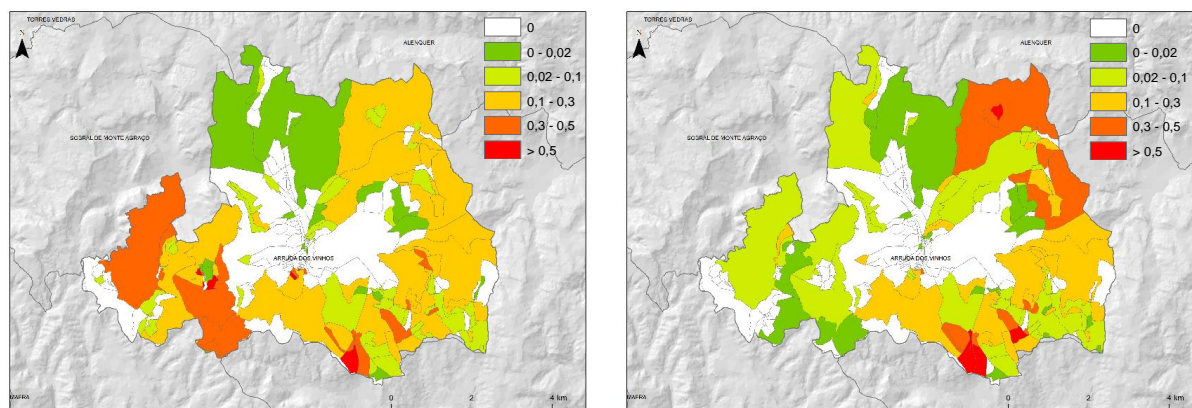 TORRES VEDRAS
N
ALENQUER
SOBRAL DE MONTE AGRAÇO
ARRUDA DOS VINHOS
MAFRA
0
0 - 0,02
0,02 - 0,1
0,1 - 0,3
0,3 - 0,5
> 0,5
0 2
4 km
TORRES VEDRAS
N
ALENQUER
SOBRAL DE MONTE AGRAÇO
ARRUDA DOS VINHOS
MAFRA
0
0 - 0,02
0,02 - 0,1
0,1 - 0,3
0,3 - 0,5
> 0,5
0 2
4 km